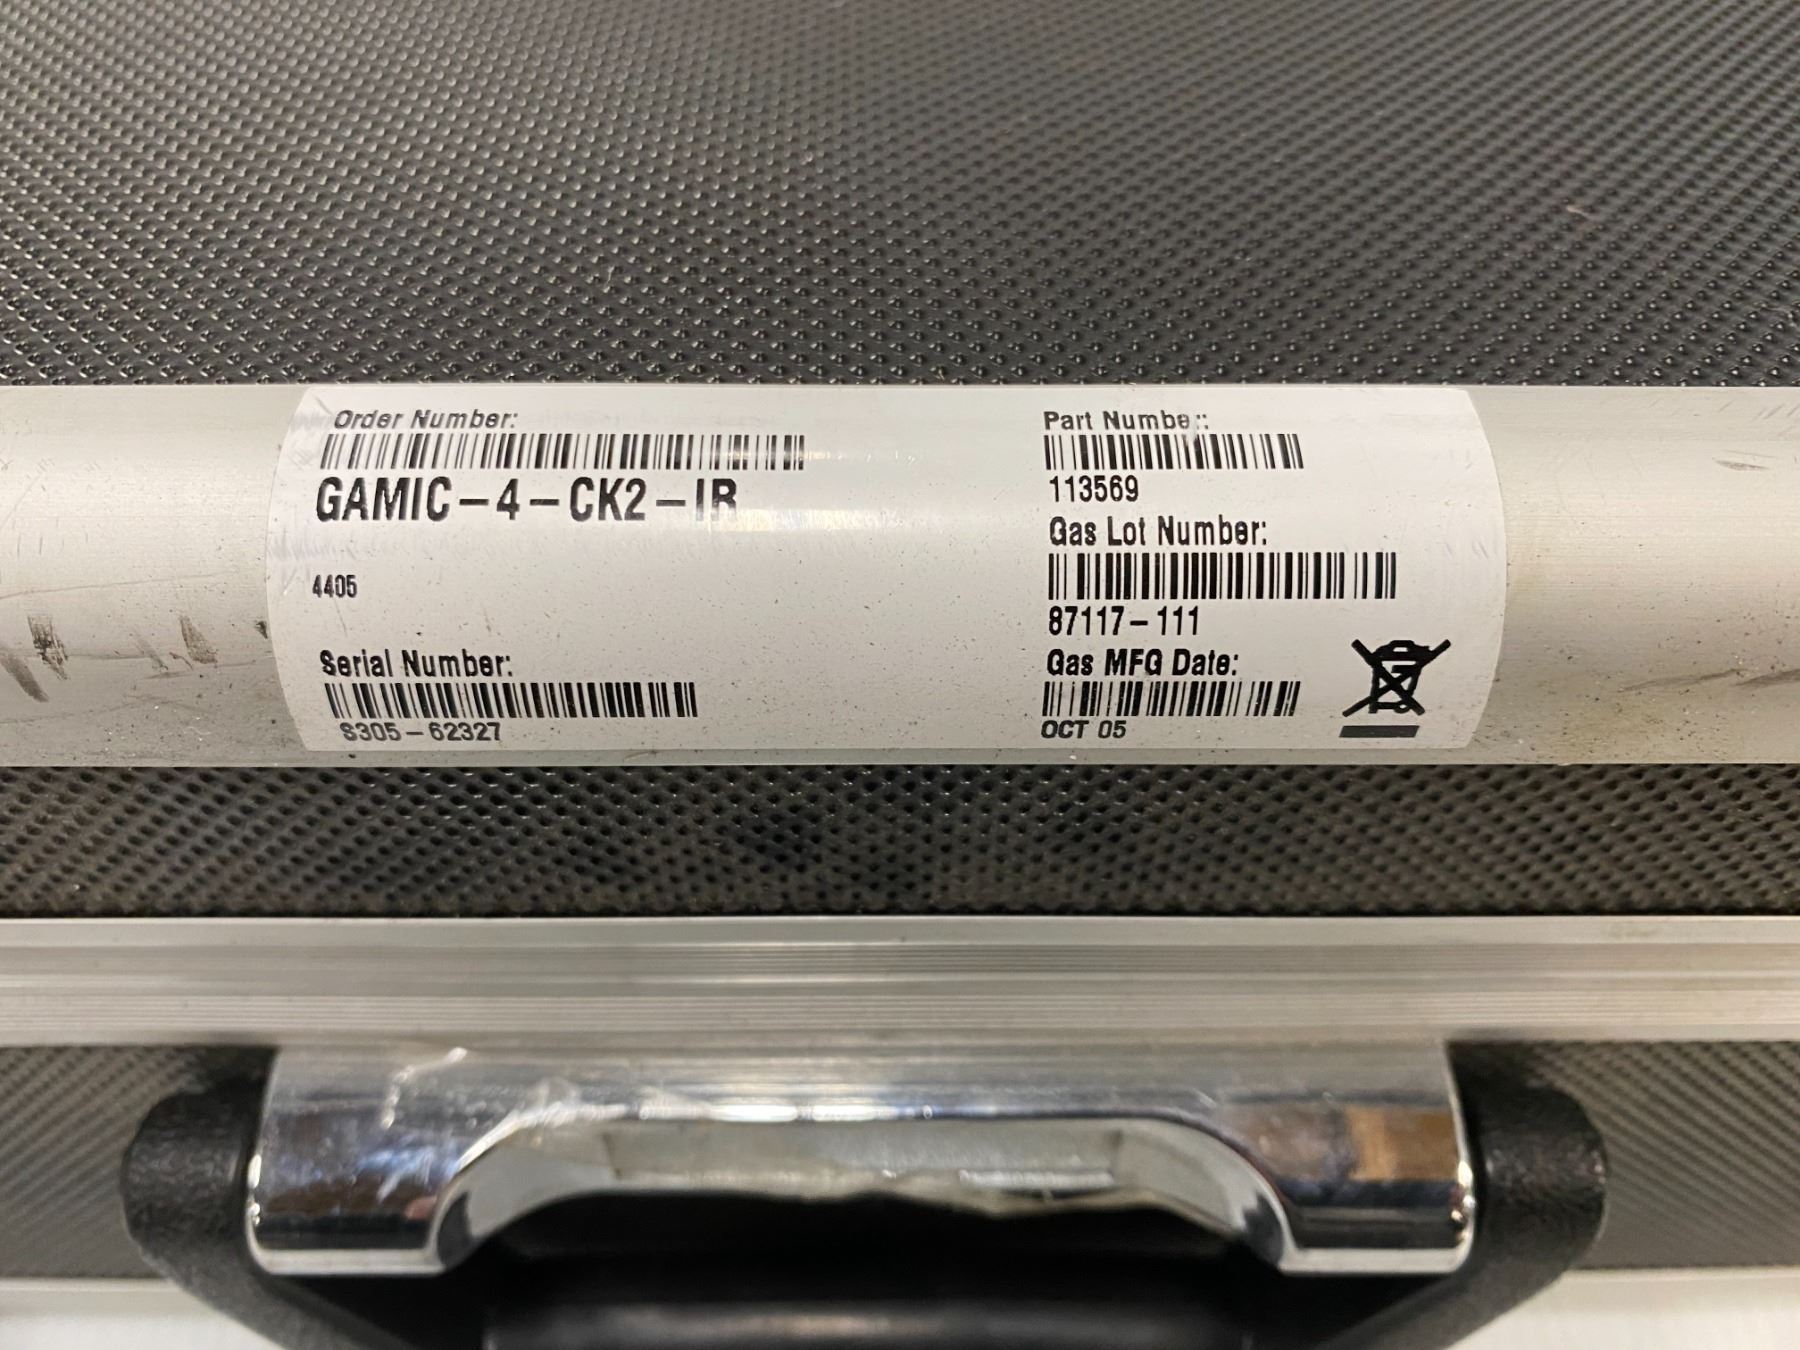 Order Number:
GAMIC-4-CK2-IR
4405
Serial Number:
S305-62327
Part Number:
113569
Gas Lot Number:
87117-111
Gas MFG Date:
OCT 05